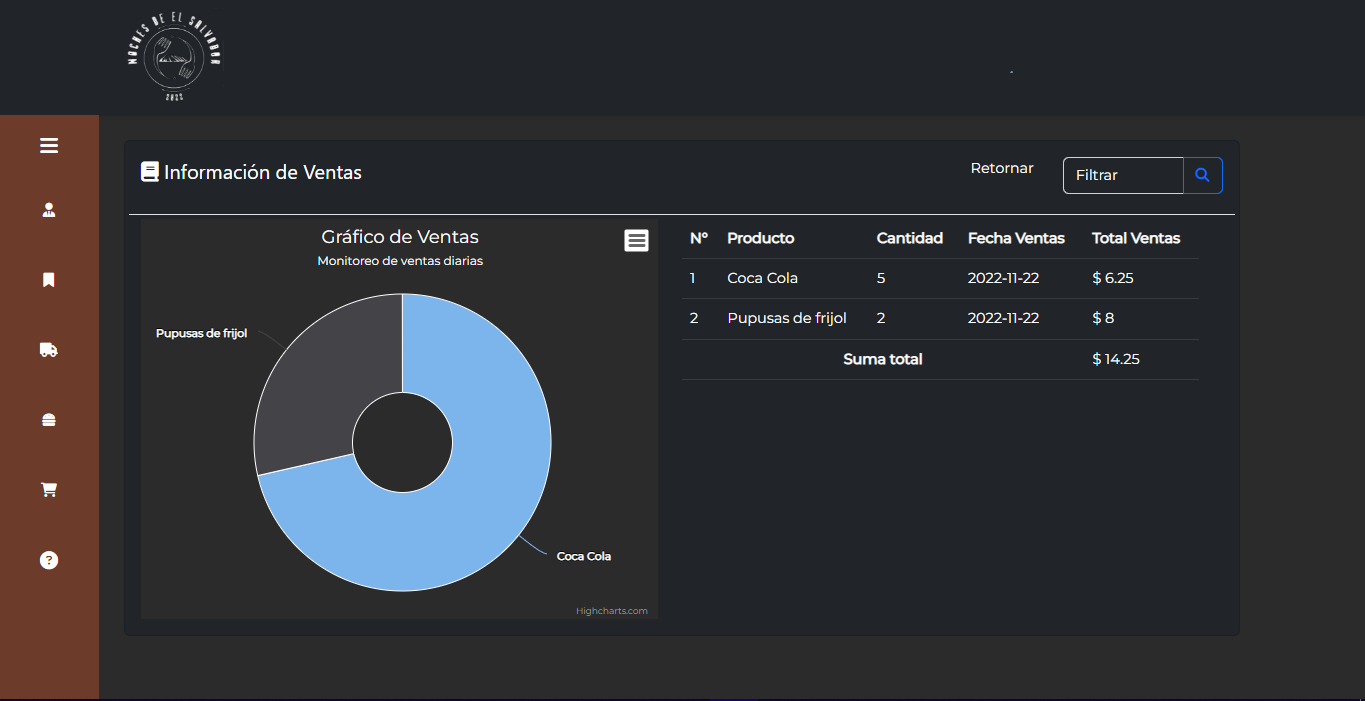 NOCHES DE EL SALVADOR
2022
Información de Ventas
Retornar
Filtrar
Gráfico de Ventas
Monitoreo de ventas diarias
Pupusas de frijol
Coca Cola
Highcharts.com
N° Producto Cantidad Fecha Ventas Total Ventas
1 Coca Cola 5 2022-11-22 $ 6.25
2 Pupusas de frijol 2 2022-11-22 $ 8
Suma total $ 14.25
?